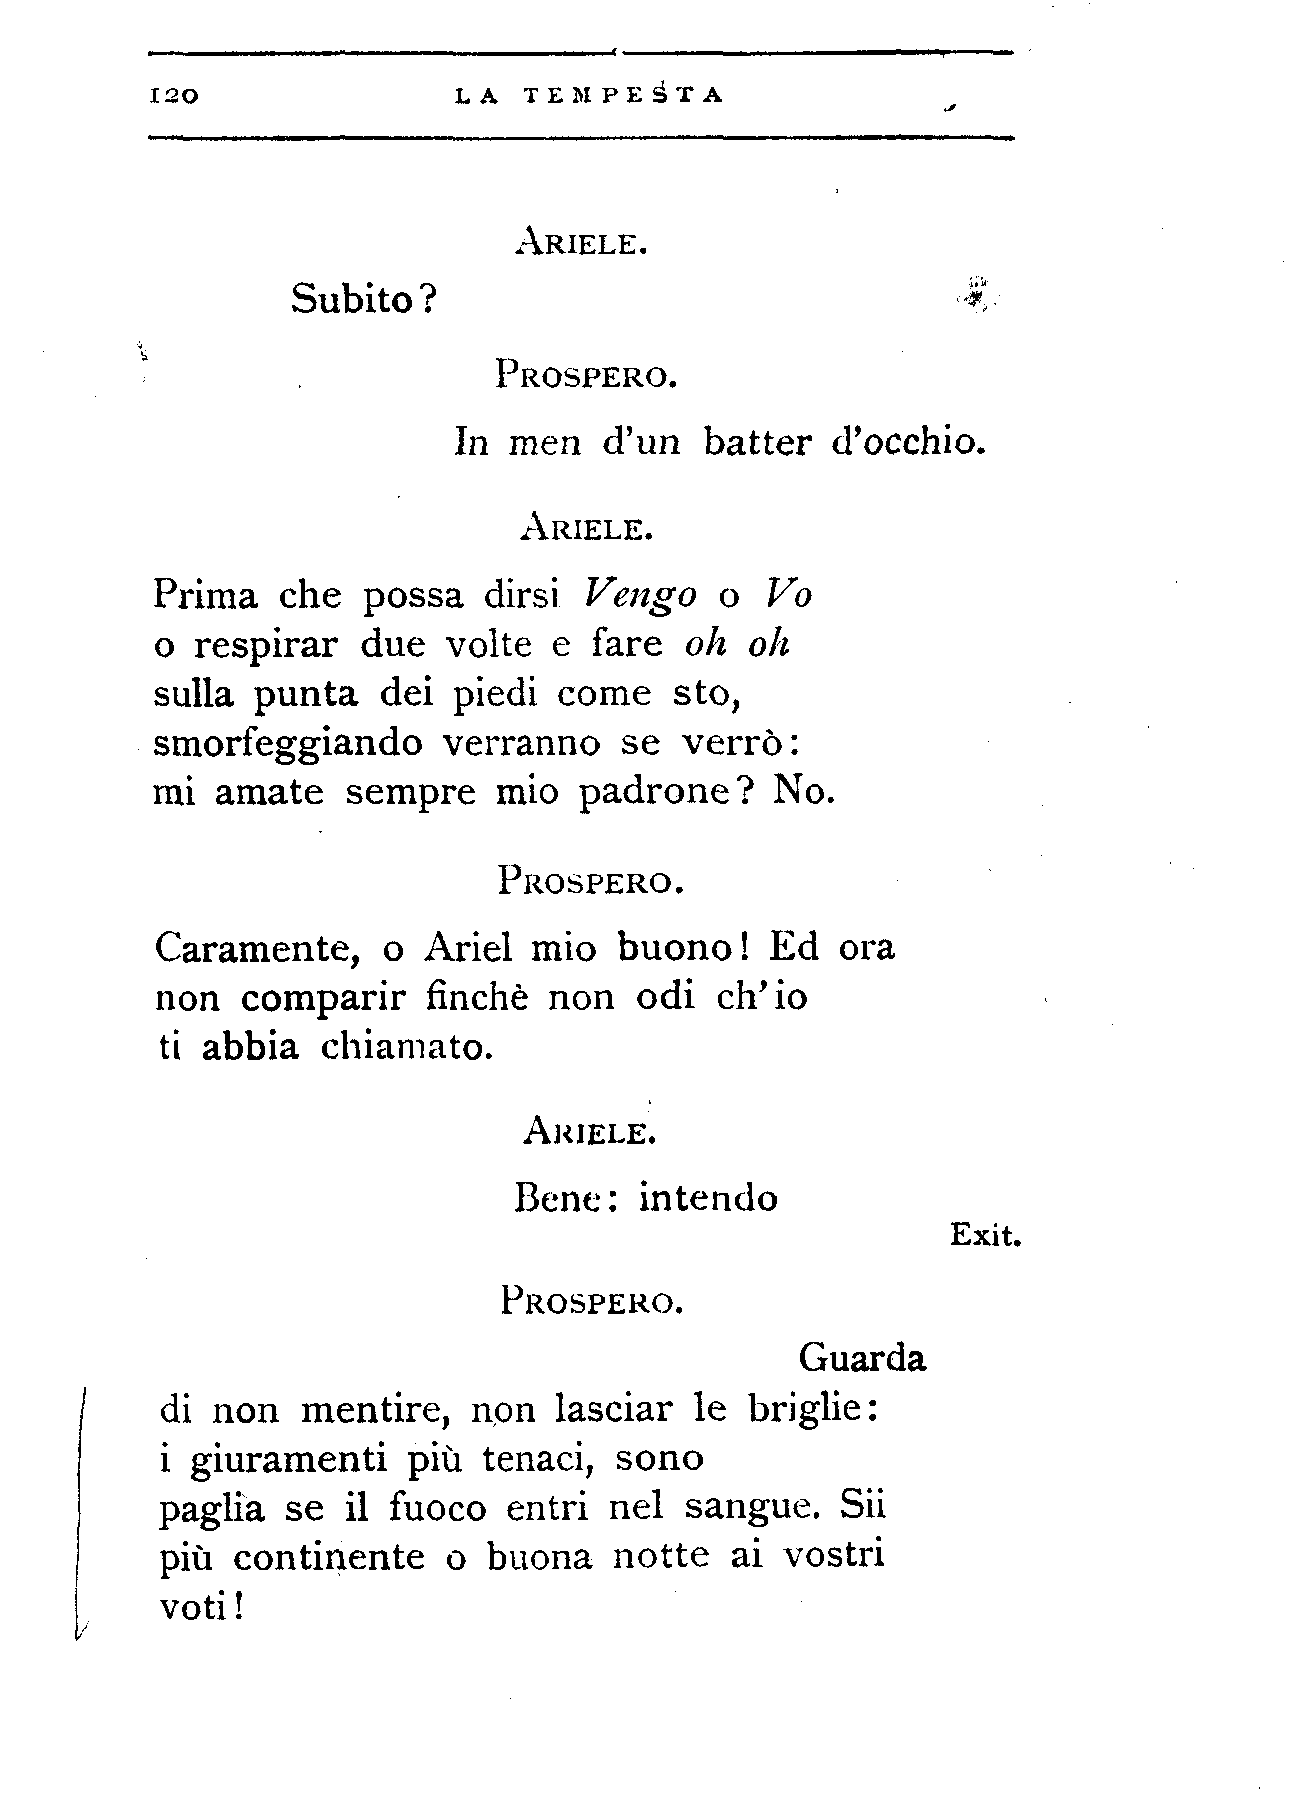 120 LA TEMPESTA
ARIELE.
Subito?
PROSPERO.
In men d'un batter d'occhio.
ARIELE.
Prima che possa dirsi Vengo o Vo
o respirar due volte e fare oh oh
sulla punta dei piedi come sto,
smorfeggiando verranno se verrò:
mi amate sempre mio padrone? No.
PROSPERO.
Caramente, o Ariel mio buono! Ed ora
non comparir finchè non odi ch'io
ti abbia chiamato.
ARIELE.
Bene: intendo
Exit.
PROSPERO.
Guarda
di non mentire, non lasciar le briglie:
i giuramenti più tenaci, sono
paglia se il fuoco entri nel sangue. Sii
più continente o buona notte ai vostri
voti!